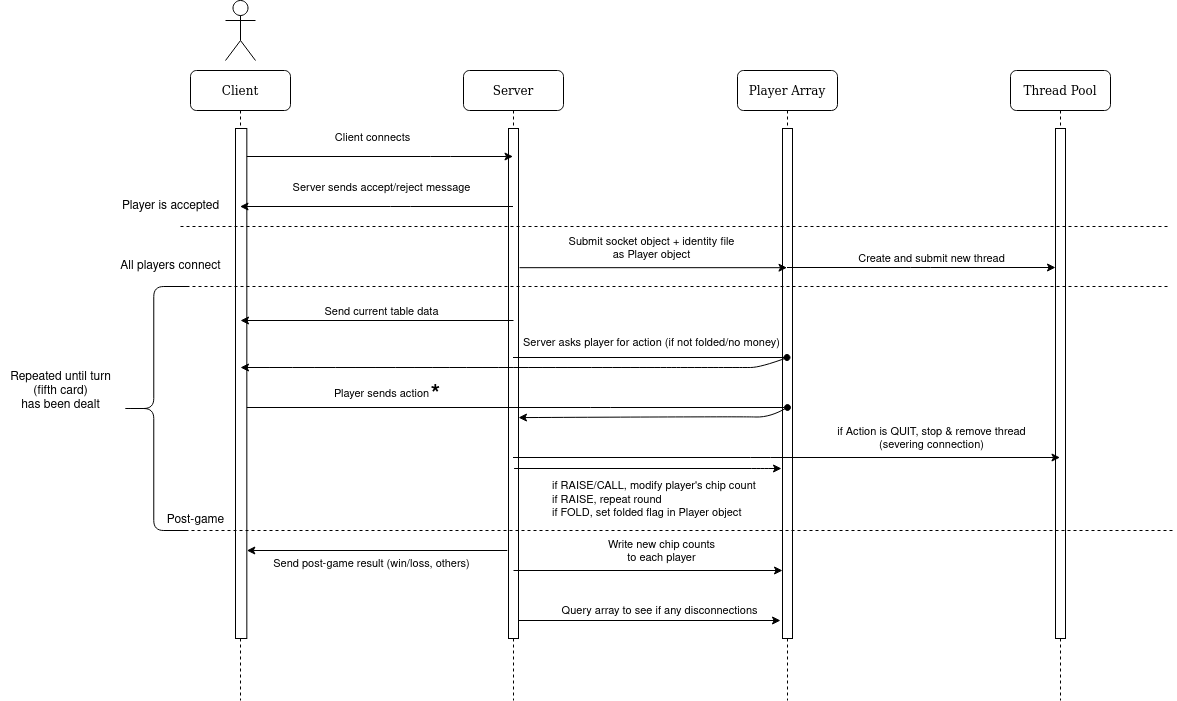 Client
Server
Player Array
Thread Pool
Client connects
Server sends accept/reject message
Player is accepted
Submit socket object + identity file
as Player object
Create and submit new thread
All players connect
Send current table data
Server asks player for action (if not folded/no money)
Repeated until turn
(fifth card)
has been dealt
Player sends action *
if Action is QUIT, stop & remove thread
(severing connection)
if RAISE/CALL, modify player's chip count
if RAISE, repeat round
if FOLD, set folded flag in Player object
Post-game
Write new chip counts
to each player
Send post-game result (win/loss, others)
Query array to see if any disconnections